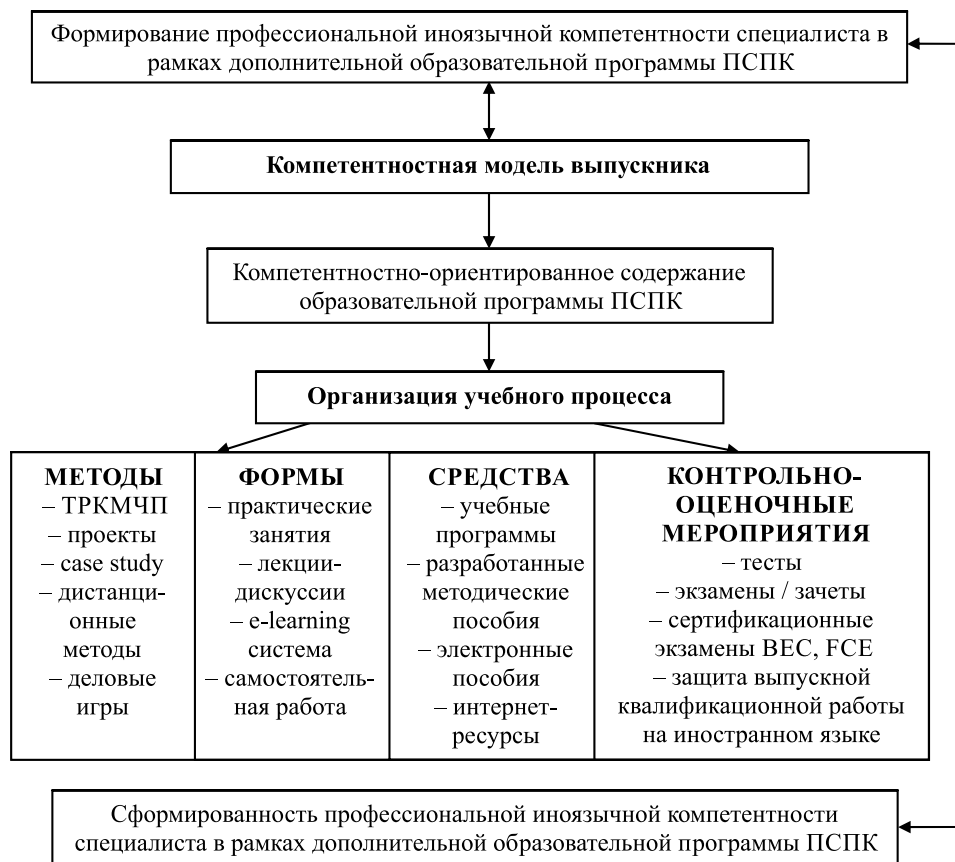 Формирование профессиональной иноязычной компетентности специалиста в
рамках дополнительной образовательной программы ПСПК
Компетентностная модель выпускника
Компетентностно-ориентированное содержание
образовательной программы ПСПК
Организация учебного процесса
МЕТОДЫ
– ТРКМЧП
– проекты
– case study
– дистанци-
онные
методы
– деловые
игры
ФОРМЫ
– практические
занятия
– лекции-
дискуссии
– e-learning
система
– самостоятель-
ная работа
СРЕДСТВА
– учебные
программы
– разработанные
методические
пособия
– электронные
пособия
– интернет-
ресурсы
КОНТРОЛЬНО-
ОЦЕНОЧНЫЕ
МЕРОПРИЯТИЯ
– тесты
– экзамены / зачеты
– сертификационные
экзамены BEC, FCE
– защита выпускной
квалификационной работы
на иностранном языке
Сформированность профессиональной иноязычной компетентности
специалиста в рамках дополнительной образовательной программы ПСПК